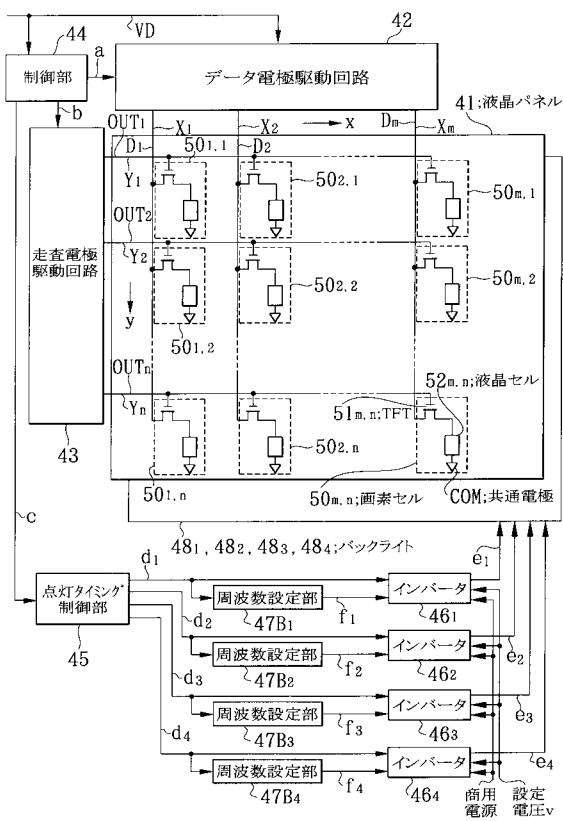 VD
44
42
制御部
a
データ電極駆動回路
b
OUT1
X1
X2
x
Dm
Xm
41;液晶パネル
D1
501,1
D2
Y1
502,1
50m,1
OUT2
走査電極
駆動回路
Y2
502,2
50m,2
y
501,2
OUTn
52m,n;液晶セル
Yn
51m,n;TFT
43
502,n
501,n
50m,n;画素セル
COM;共通電極
c
481, 482, 483, 484;バックライト
e1
d1
点灯タイミング
制御部
周波数設定部
f1
インバータ
d2
47B1
461
45
周波数設定部
f2
インバータ
e2
d3
47B2
462
周波数設定部
f3
インバータ
e3
d4
47B3
463
周波数設定部
f4
インバータ
e4
47B4
464
商用
電源
設定
電圧v